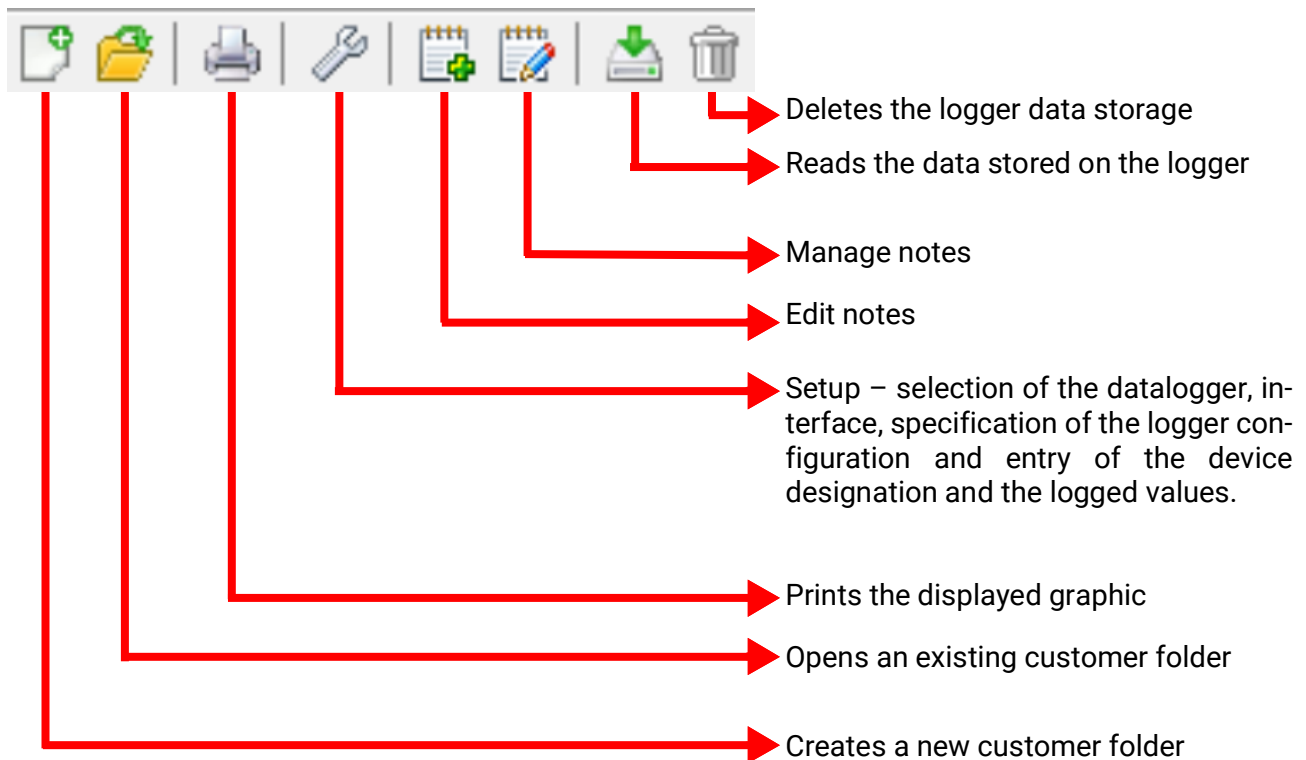 Deletes the logger data storage
Reads the data stored on the logger
Manage notes
Edit notes
Setup – selection of the datalogger, in-
terface, specification of the logger con-
figuration and entry of the device
designation and the logged values.
Prints the displayed graphic
Opens an existing customer folder
Creates a new customer folder